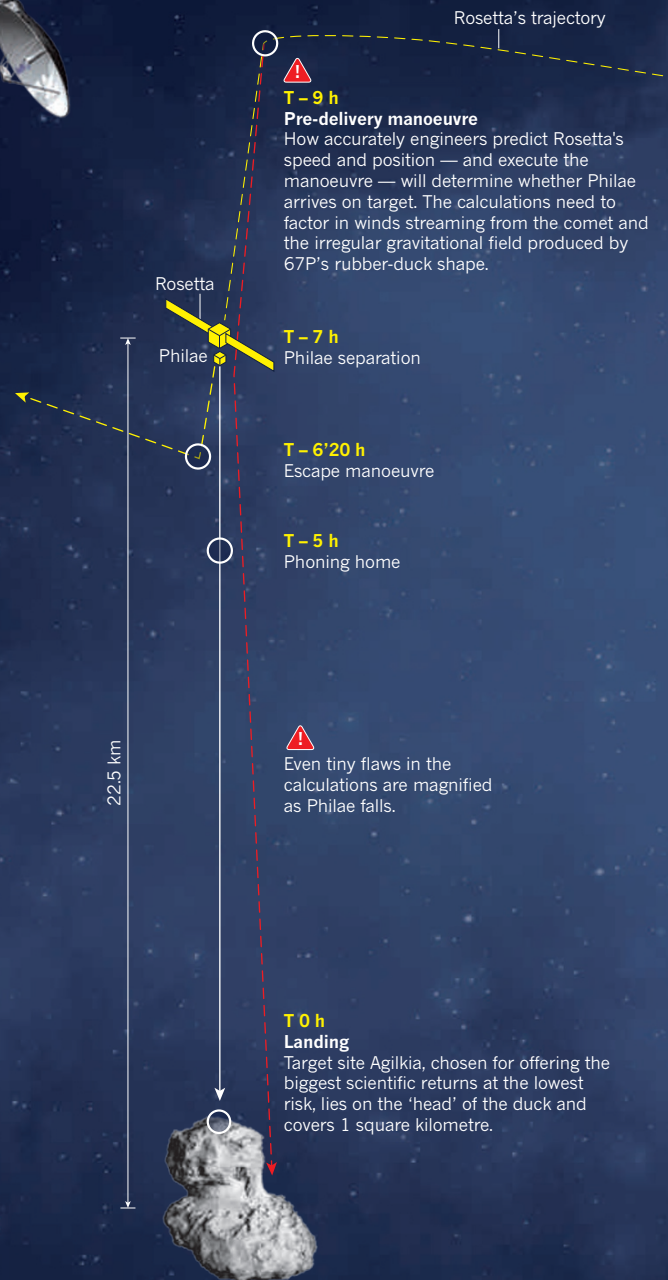 Rosetta’s trajectory
T – 9 h
Pre-delivery manoeuvre
How accurately engineers predict Rosetta's
speed and position — and execute the
manoeuvre — will determine whether Philae
arrives on target. The calculations need to
factor in winds streaming from the comet and
the irregular gravitational field produced by
67P’s rubber-duck shape.
Rosetta
Philae
T – 7 h
Philae separation
T – 6’20 h
Escape manoeuvre
T – 5 h
Phoning home
22.5 km
Even tiny flaws in the
calculations are magnified
as Philae falls.
T 0 h
Landing
Target site Agilkia, chosen for offering the
biggest scientific returns at the lowest
risk, lies on the ‘head’ of the duck and
covers 1 square kilometre.